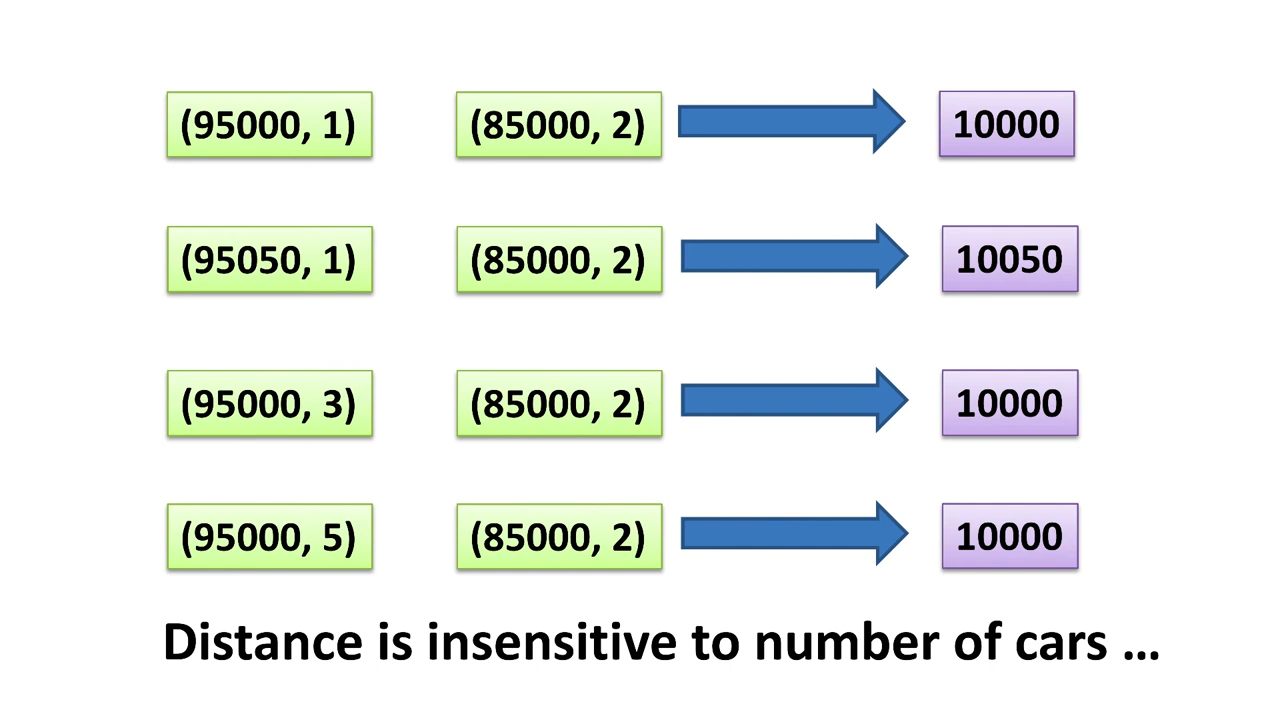 (95000, 1) (85000, 2) 10000
(95050, 1) (85000, 2) 10050
(95000, 3) (85000, 2) 10000
(95000, 5) (85000, 2) 10000
Distance is insensitive to number of cars ...